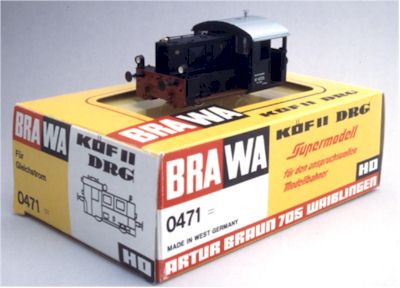 BRAWA
KÖF II
DRG
Für
Gleichstrom
0471 =
HO
BRAWA
KÖF II
DRG
Supermodell
für den anspruchsvollen
Modellbahner
0471 =
MADE IN WEST GERMANY
HO
ARTUR BRAUN 705 WAIBLINGEN